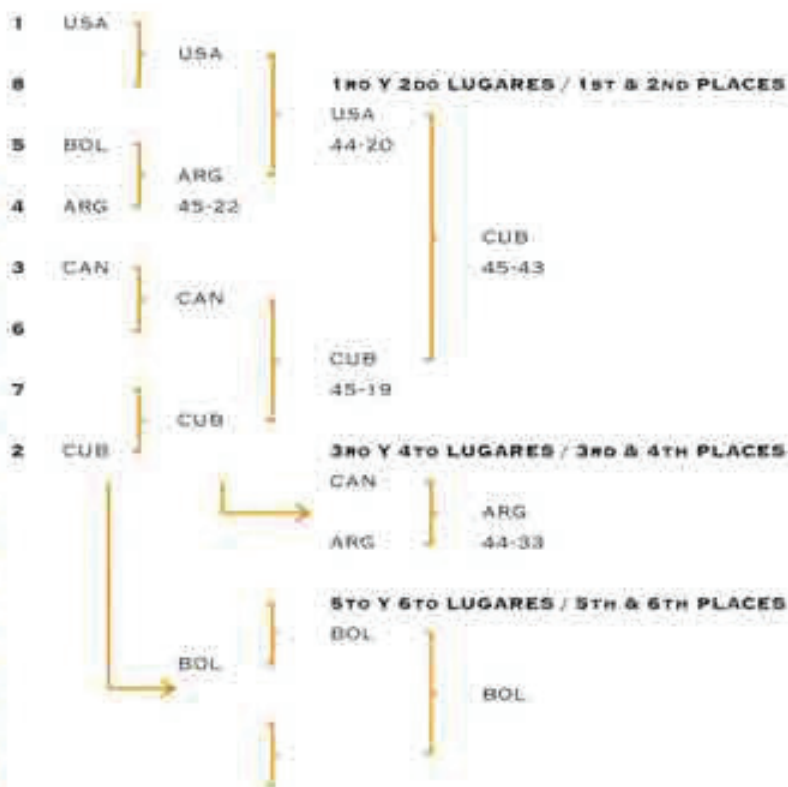 1 USA
USA
8 1RO Y 2DO LUGARES / 1ST & 2ND PLACES
USA
5 BOL 44-20
ARG
4 ARG 45-22
CUB
3 CAN 45-43
CAN
6
CUB
7 45-19
CUB
2 CUB 3RO Y 4TO LUGARES / 3RD & 4TH PLACES
CAN
ARG
ARG 44-33
5TO Y 6TO LUGARES / 5TH & 6TH PLACES
BOL
BOL
BOL